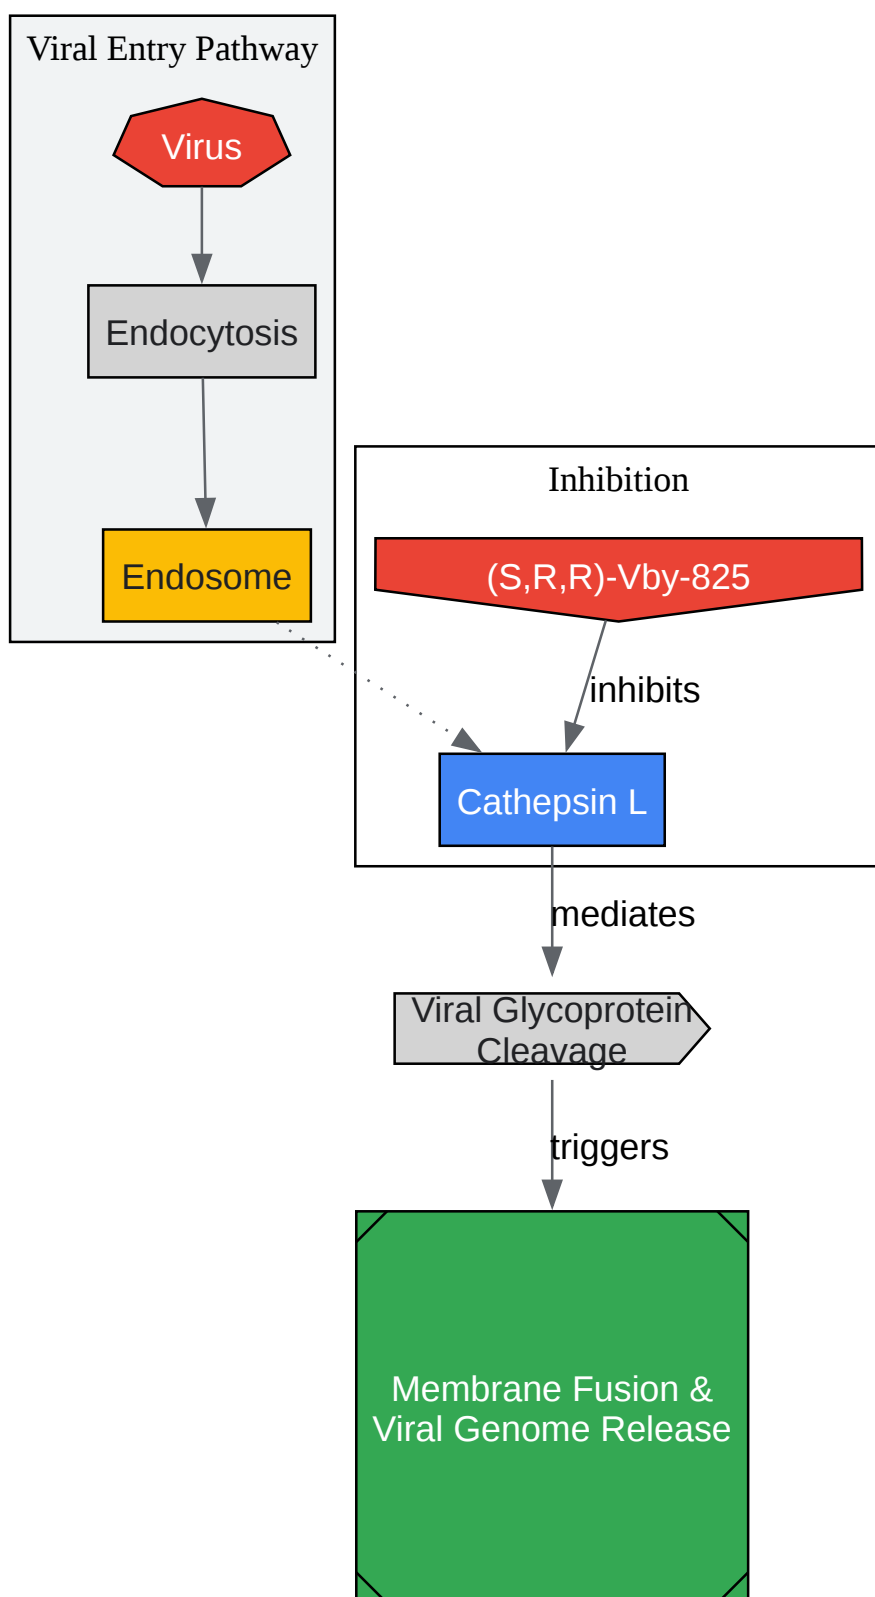 Viral Entry Pathway
Virus
Endocytosis
Endosome
Inhibition
(S,R,R)-Vby-825
inhibits
Cathepsin L
mediates
Viral Glycoprotein
Cleavage
triggers
Membrane Fusion &
Viral Genome Release